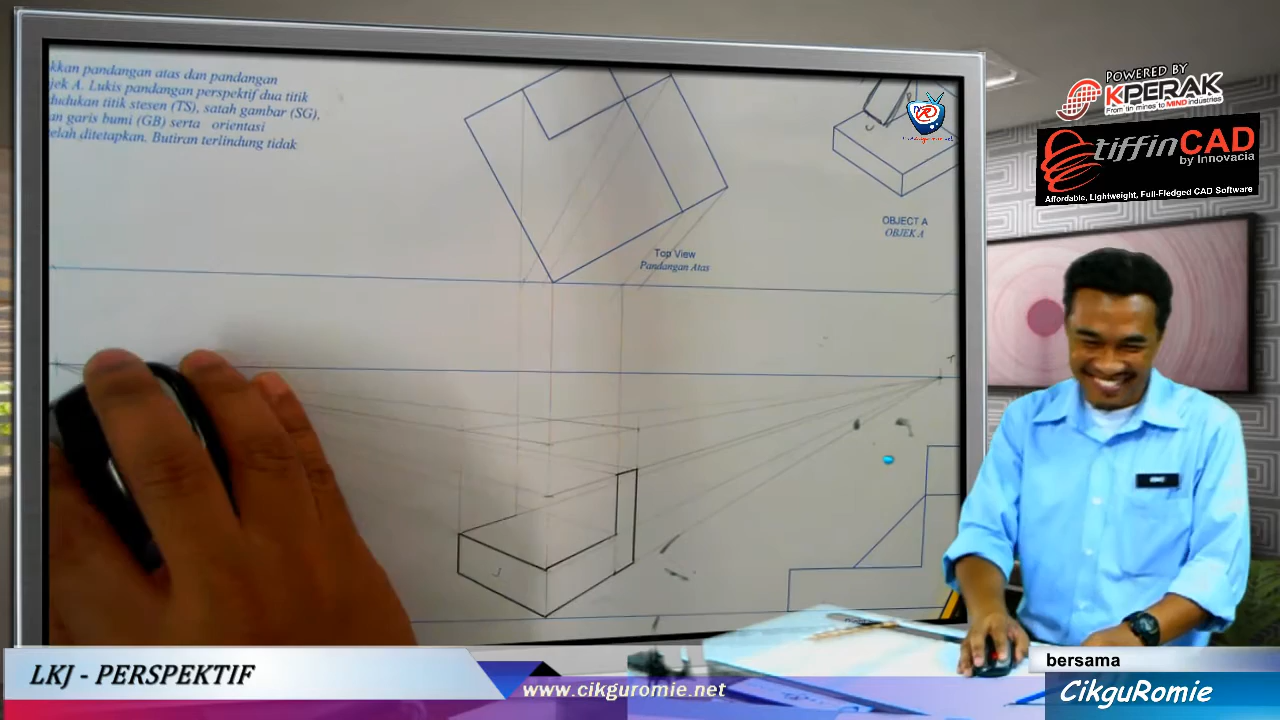 kkan pandangan atas dan pandangan
jek A. Lukis pandangan perspektif dua titik
dudukan titik stesen (TS), satah gambar (SG),
an garis bumi (GB) serta orientasi
elah ditetapkan. Butiran terlindung tidak
Top View
Pandangan Atas
OBJECT A
OBJEK A
POWERED BY
KPERAK
From 'tin mines' to 'MIND industries'
tiffinCAD
by Innovacia
Affordable, Lightweight, Full-Fledged CAD Software
LKJ - PERSPEKTIF
www.cikguromie.net
bersama
CikguRomie